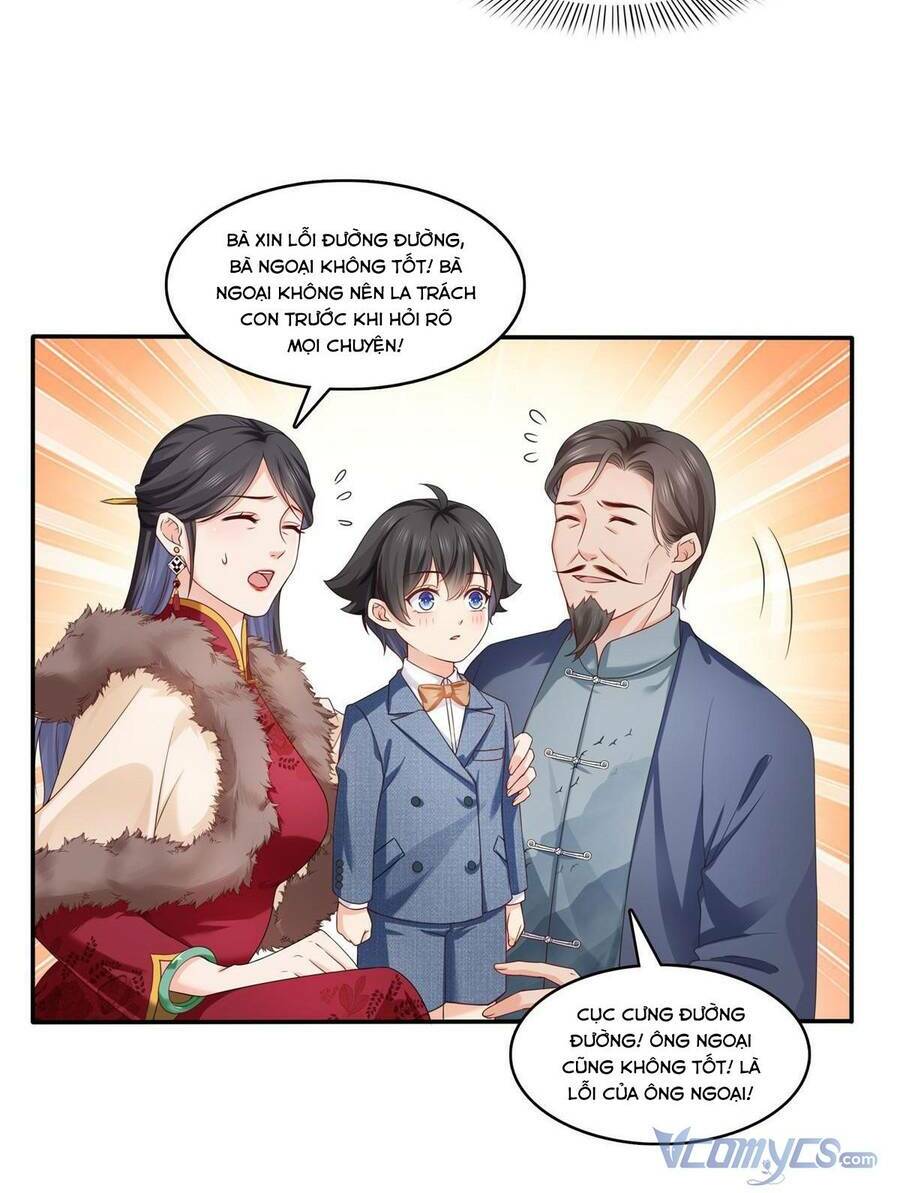 BÀ XIN LỖI ĐƯỜNG ĐƯỜNG,
BÀ NGOẠI KHÔNG TỐT! BÀ
NGOẠI KHÔNG NÊN LA TRÁCH
CON TRƯỚC KHI HỎI RÕ
MỌI CHUYỆN!
CỤC CƯNG ĐƯỜNG
ĐƯỜNG! ÔNG NGOẠI
CŨNG KHÔNG TỐT! LÀ
LỖI CỦA ÔNG NGOẠI!
VCOMYCS.com